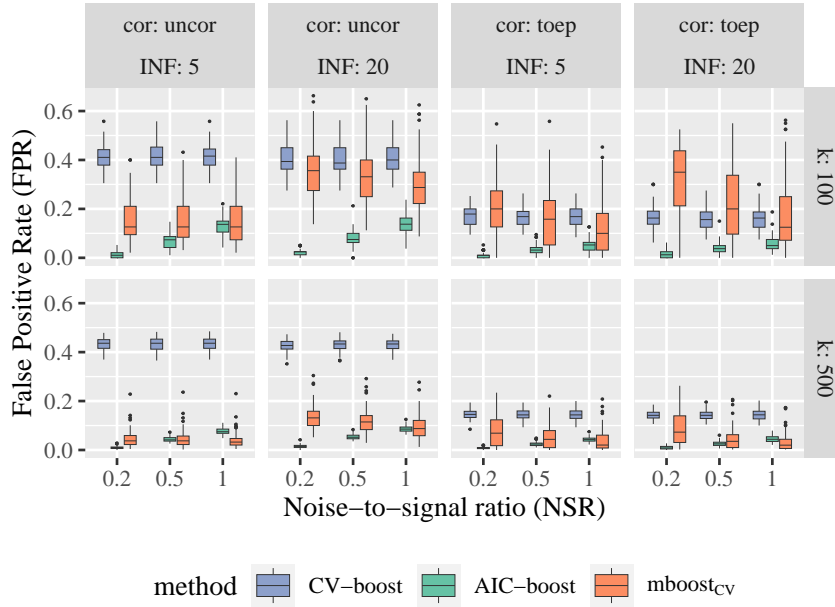 cor: uncor
cor: uncor
cor: toep
cor: toep
INF: 5
INF: 20
INF: 5
INF: 20
False Positive Rate (FPR)
0.6
0.4
0.2
0.0
k: 100
0.6
0.4
0.2
0.0
k: 500
0.2 0.5 1
0.2 0.5 1
0.2 0.5 1
0.2 0.5 1
Noise−to−signal ratio (NSR)
method CV−boost AIC−boost mboostCV